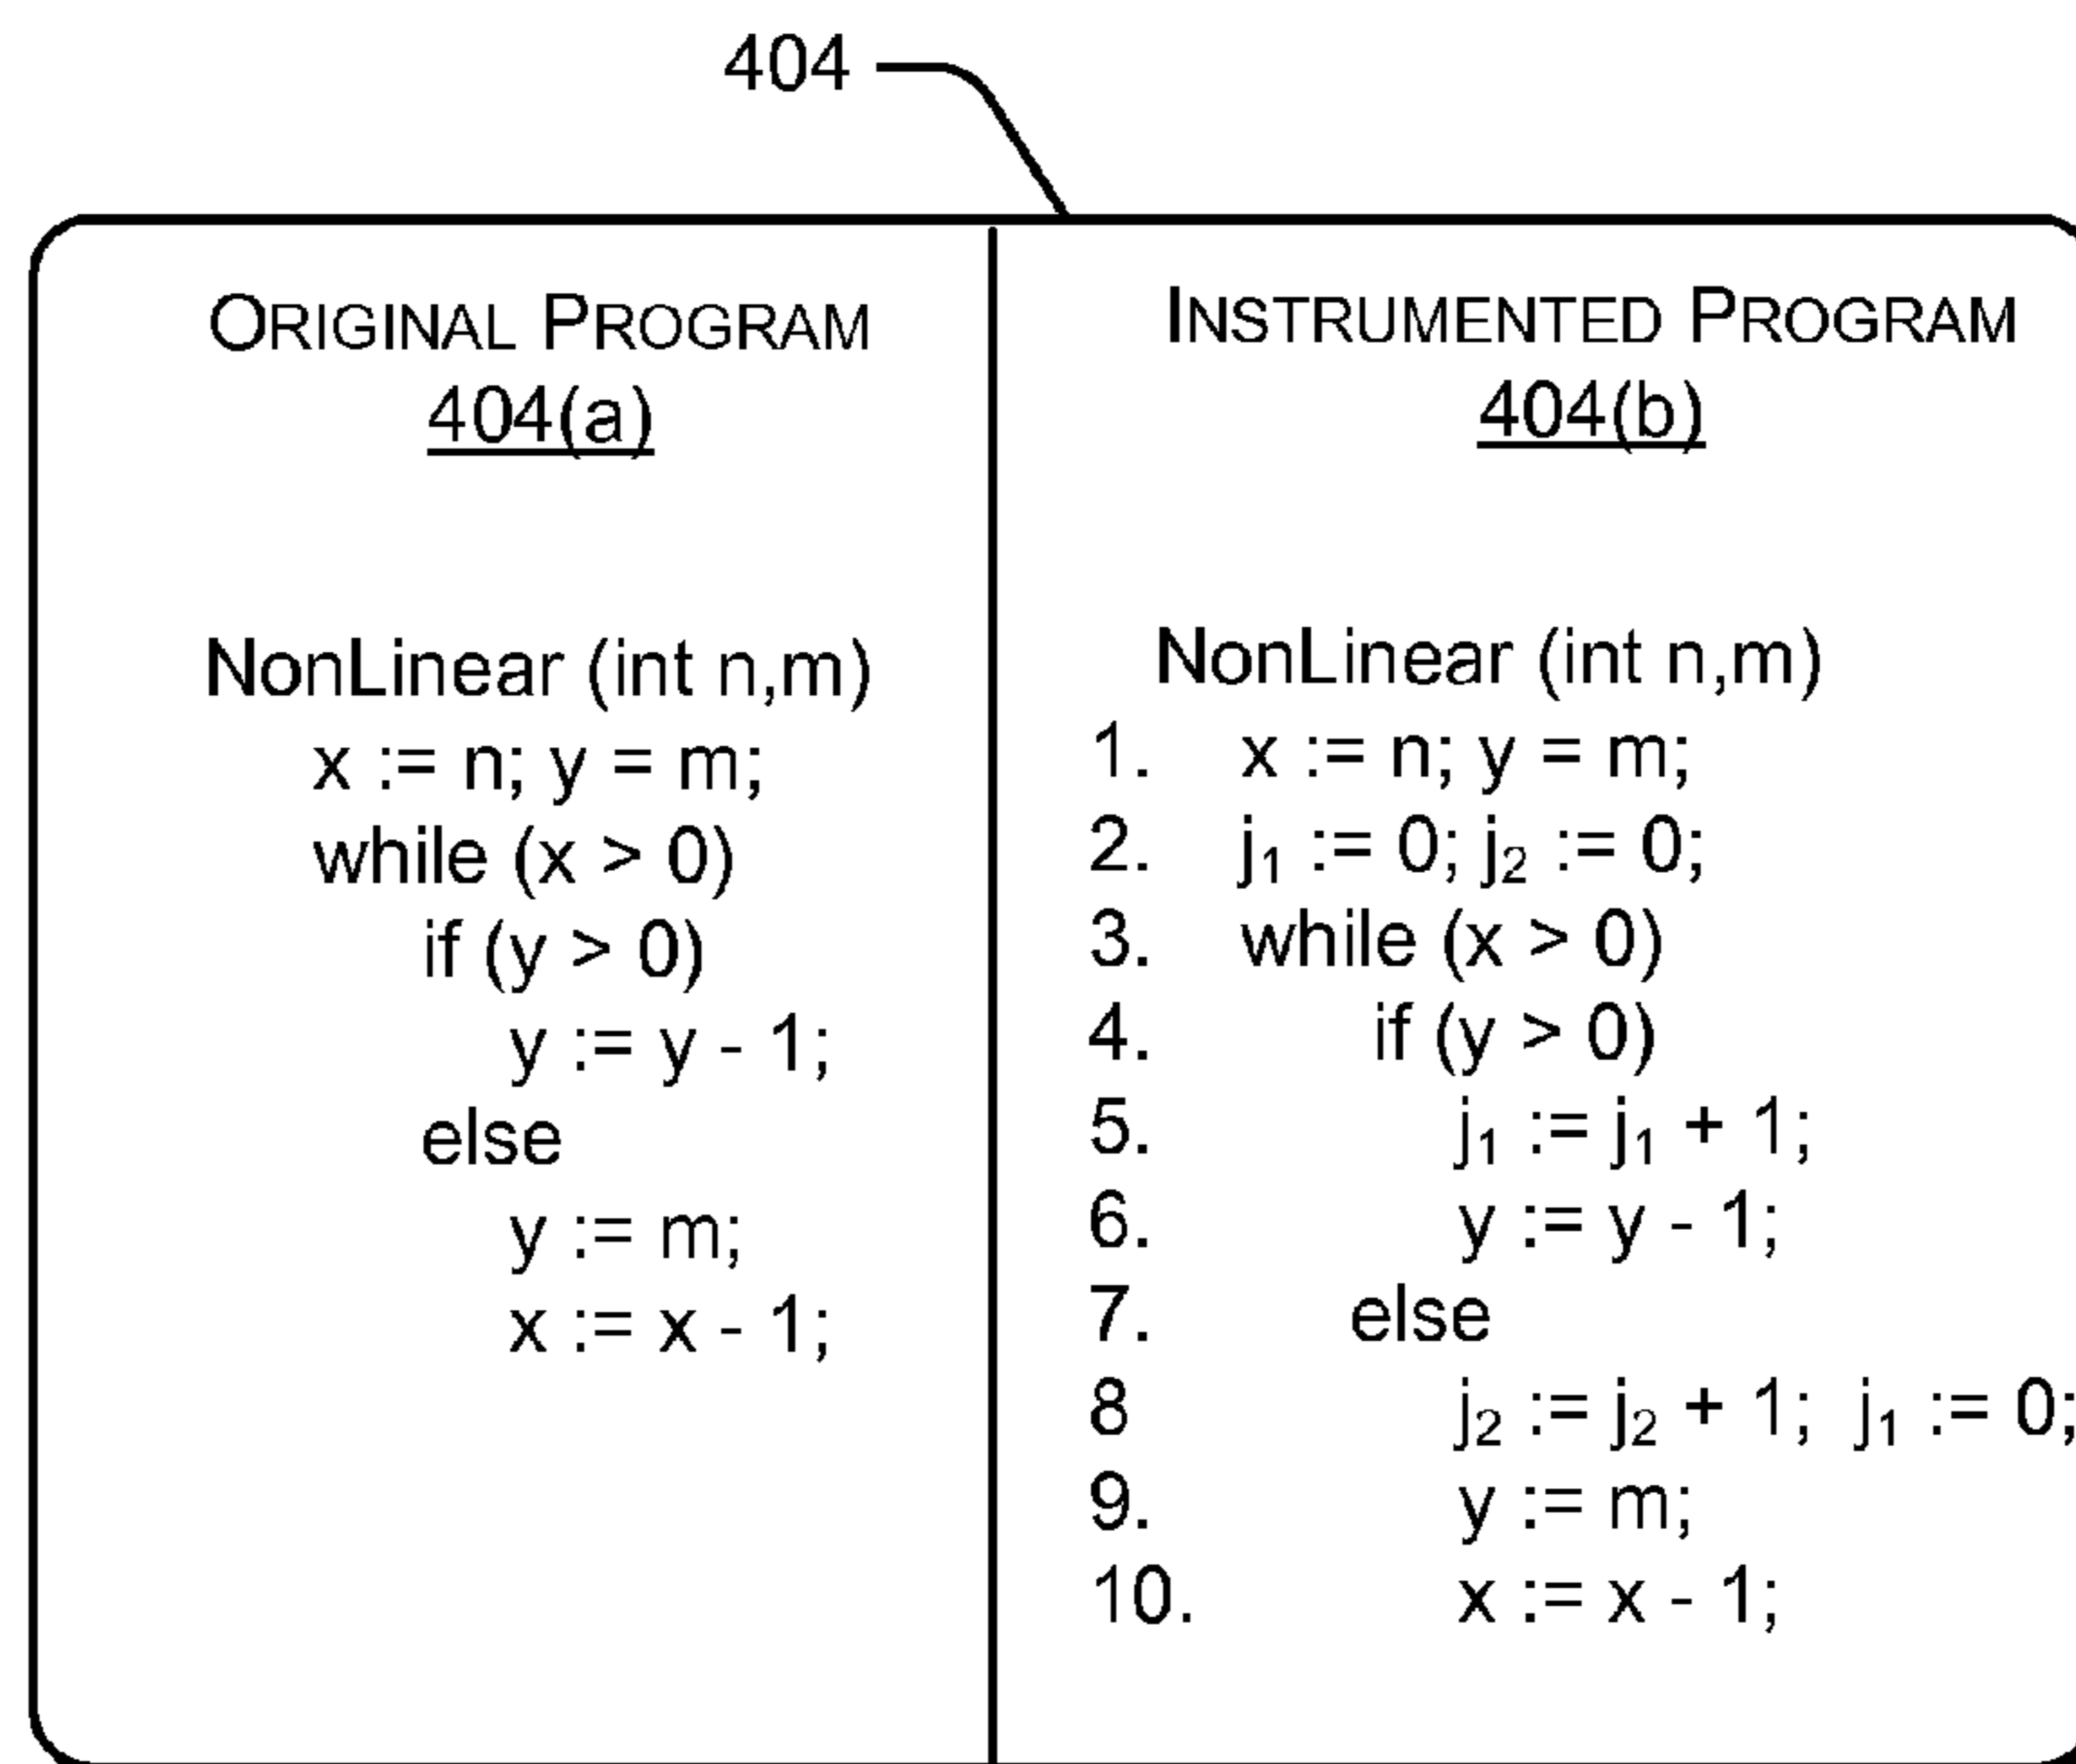 404
ORIGINAL PROGRAM
404(a)
NonLinear (int n,m)
x := n; y = m;
while (x > 0)
if (y > 0)
y := y - 1;
else
y := m;
x := x - 1;
INSTRUMENTED PROGRAM
404(b)
NonLinear (int n,m)
1. x := n; y = m;
2. j₁ := 0; j₂ := 0;
3. while (x > 0)
4. if (y > 0)
5. j₁ := j₁ + 1;
6. y := y - 1;
7. else
8 j₂ := j₂ + 1; j₁ := 0;
9. y := m;
10. x := x - 1;